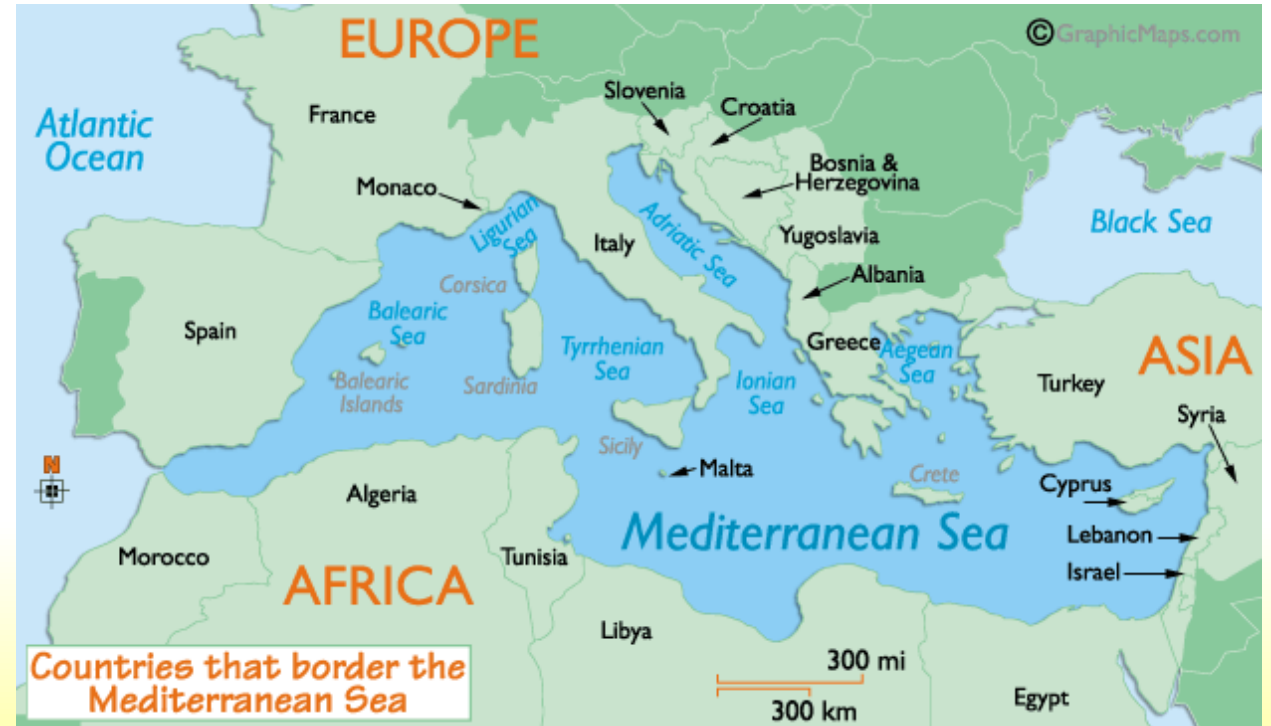 EUROPE
©GraphicMaps.com
Atlantic
Ocean
France
Slovenia
Croatia
Bosnia &
Herzegovina
Monaco
Ligurian
Sea
Italy
Adriatic Sea
Yugoslavia
Black Sea
Albania
Corsica
Spain
Balearic
Sea
Tyrrhenian
Sea
Ionian
Sea
Greece
Aegean
Sea
ASIA
Turkey
Balearic
Islands
Sardinia
Syria
Sicily
Malta
Crete
Cyprus
N
Algeria
Mediterranean Sea
Lebanon
Morocco
Tunisia
Israel
AFRICA
Libya
Countries that border the
Mediterranean Sea
300 mi
300 km
Egypt